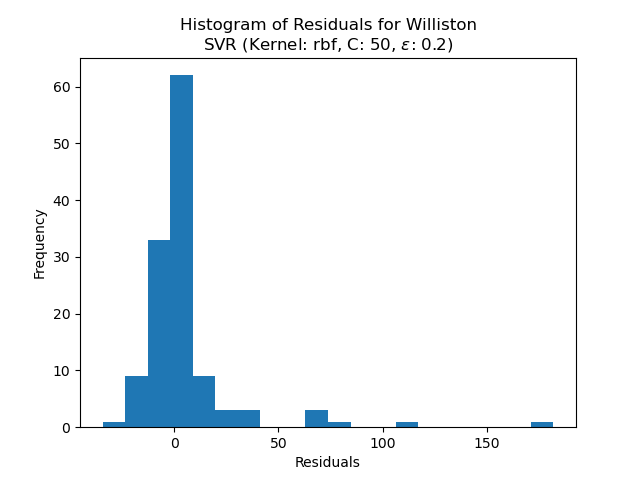 Histogram of Residuals for Williston
SVR (Kernel: rbf, C: 50, ε: 0.2)
60
50
40
30
20
10
0
Frequency
0 50 100 150
Residuals